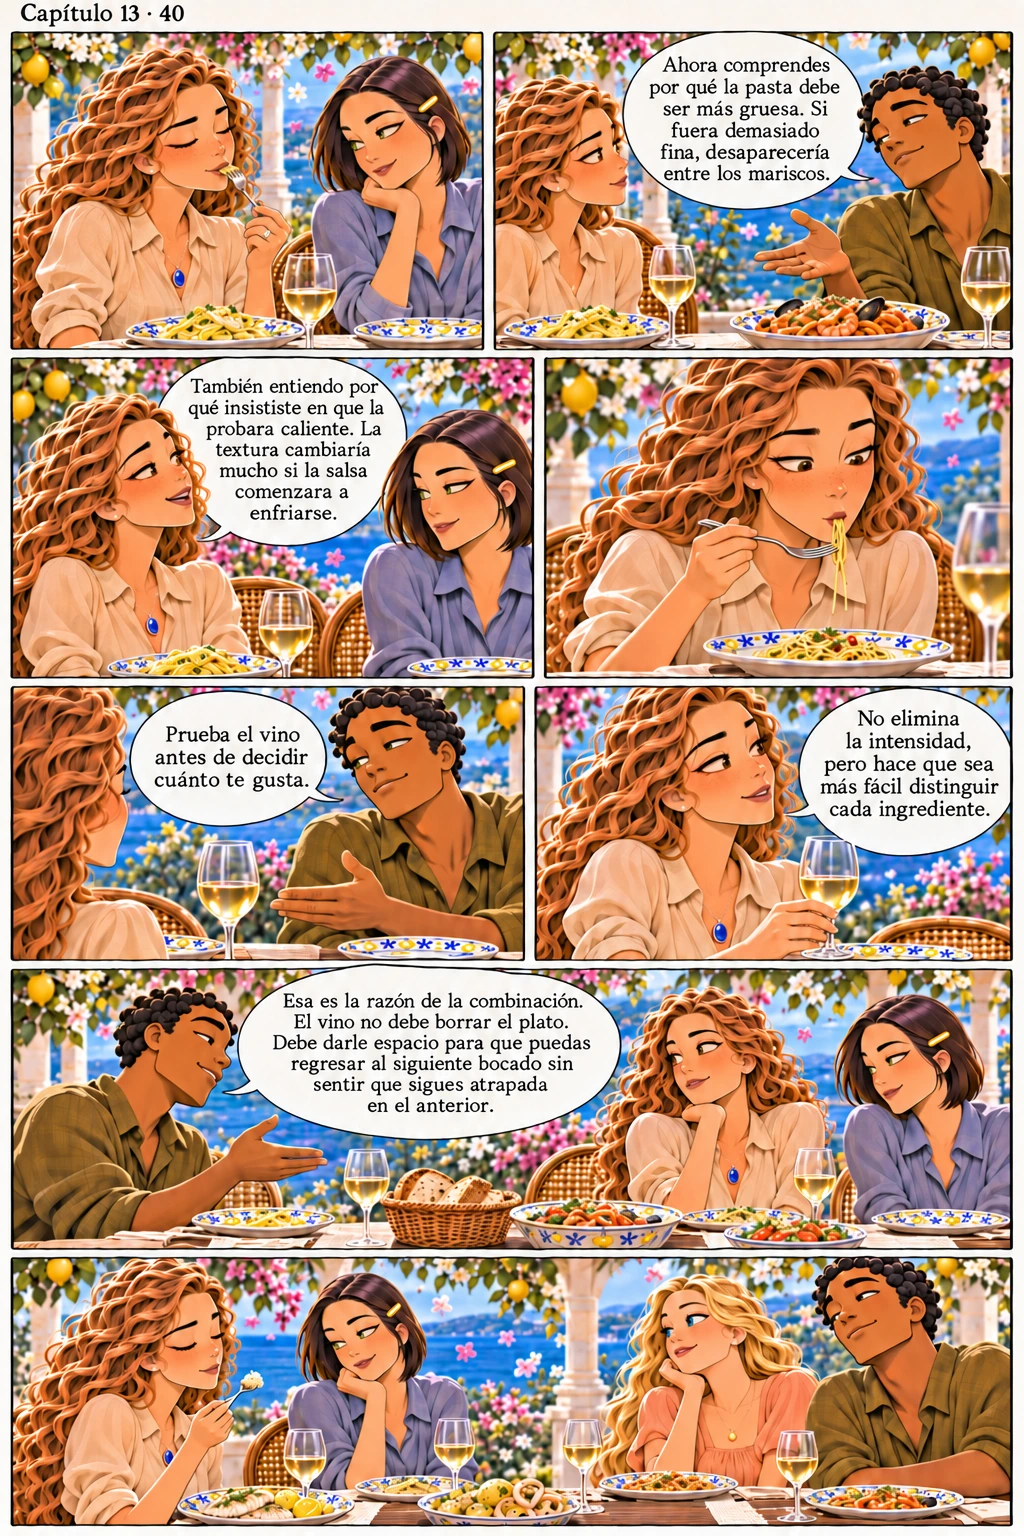 Capítulo 13 · 40
Ahora comprendes
por qué la pasta debe
ser más gruesa. Si
fuera demasiado
fina, desaparecería
entre los mariscos.
También entiendo por
qué insististe en que la
probara caliente. La
textura cambiaría
mucho si la salsa
comenzara a
enfriarse.
Prueba el vino
antes de decidir
cuánto te gusta.
No elimina
la intensidad,
pero hace que sea
más fácil distinguir
cada ingrediente.
Esa es la razón de la combinación.
El vino no debe borrar el plato.
Debe darle espacio para que puedas
regresar al siguiente bocado sin
sentir que sigues atrapada
en el anterior.